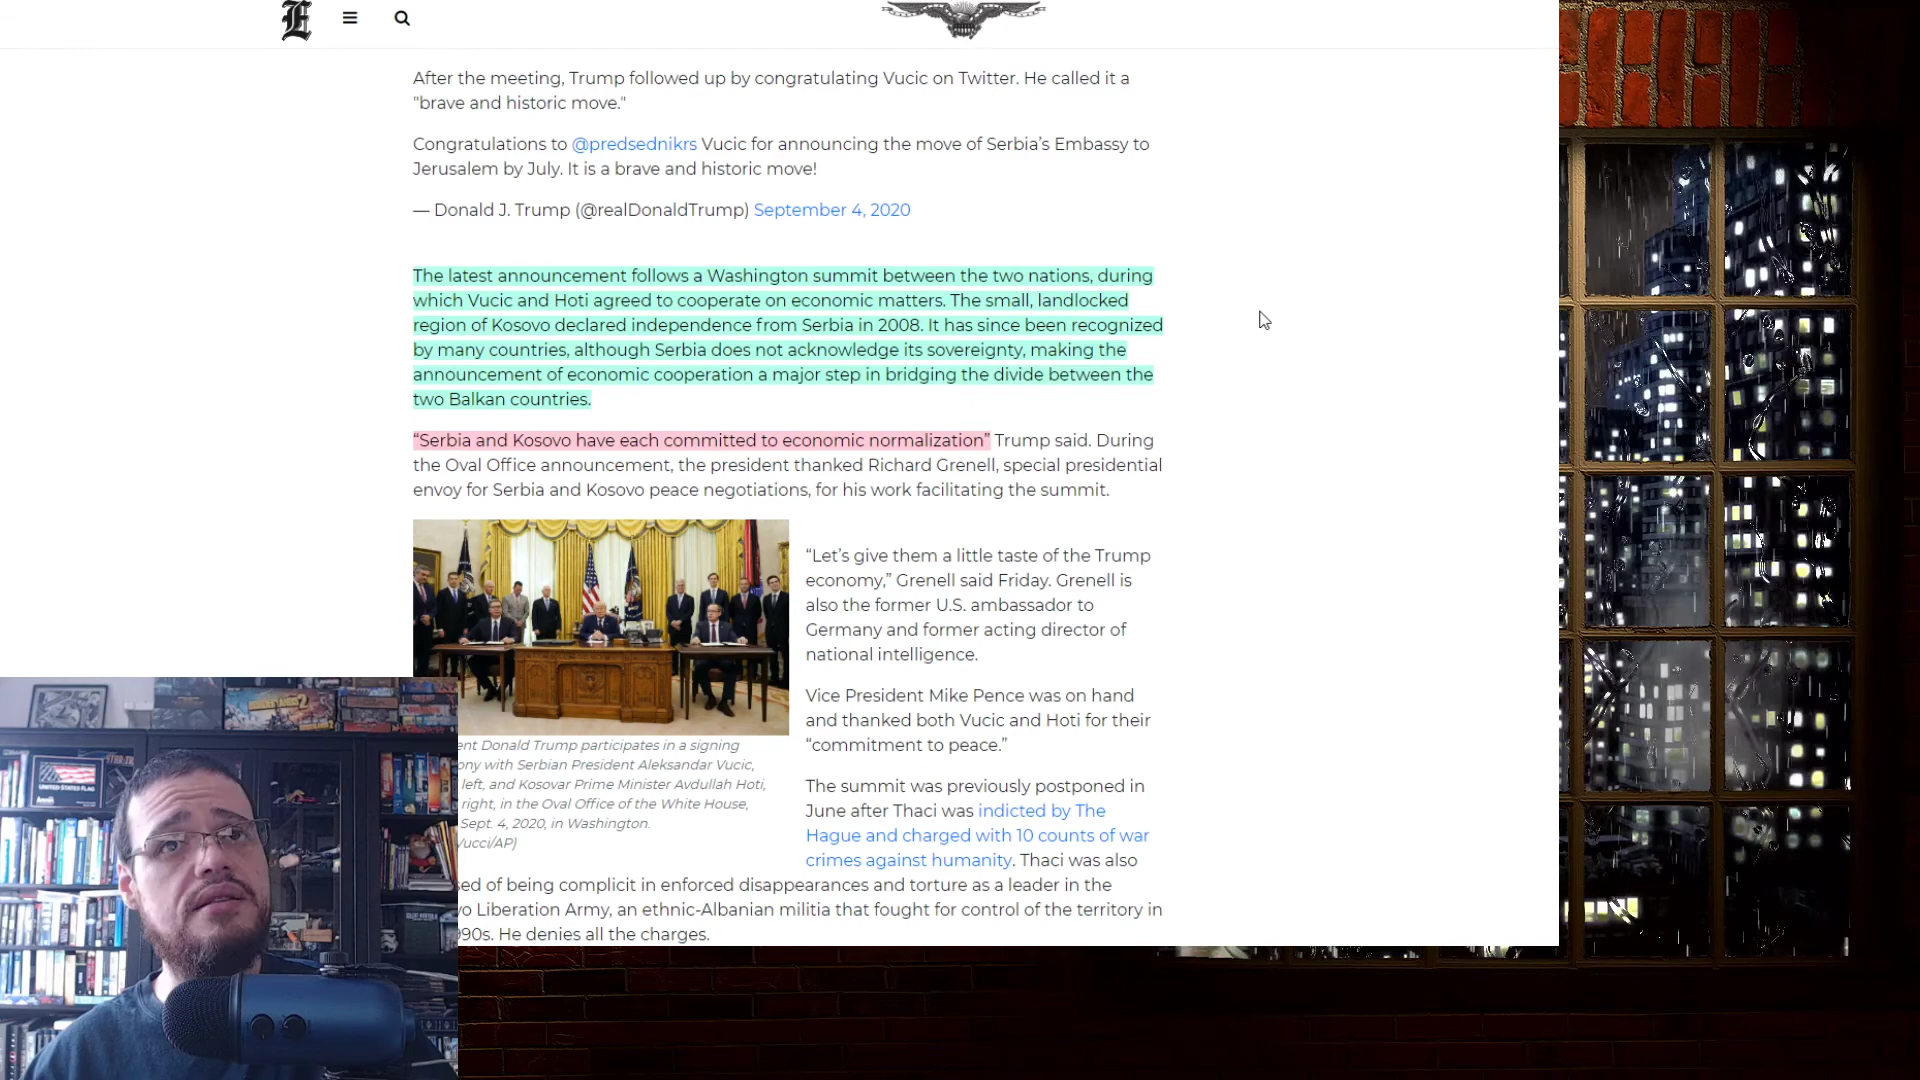 E
After the meeting, Trump followed up by congratulating Vucic on Twitter. He called it a
"brave and historic move."
Congratulations to @predsednikrs Vucic for announcing the move of Serbia's Embassy to
Jerusalem by July. It is a brave and historic move!
— Donald J. Trump (@realDonaldTrump) September 4, 2020
The latest announcement follows a Washington summit between the two nations, during
which Vucic and Hoti agreed to cooperate on economic matters. The small, landlocked
region of Kosovo declared independence from Serbia in 2008. It has since been recognized
by many countries, although Serbia does not acknowledge its sovereignty, making the
announcement of economic cooperation a major step in bridging the divide between the
two Balkan countries.
“Serbia and Kosovo have each committed to economic normalization” Trump said. During
the Oval Office announcement, the president thanked Richard Grenell, special presidential
envoy for Serbia and Kosovo peace negotiations, for his work facilitating the summit.
“Let’s give them a little taste of the Trump
economy,” Grenell said Friday. Grenell is
also the former U.S. ambassador to
Germany and former acting director of
national intelligence.
Vice President Mike Pence was on hand
and thanked both Vucic and Hoti for their
“commitment to peace.”
The summit was previously postponed in
June after Thaci was indicted by The
Hague and charged with 10 counts of war
crimes against humanity. Thaci was also
sed of being complicit in enforced disappearances and torture as a leader in the
vo Liberation Army, an ethnic-Albanian militia that fought for control of the territory in
990s. He denies all the charges.
ent Donald Trump participates in a signing
ony with Serbian President Aleksandar Vucic,
left, and Kosovar Prime Minister Avdullah Hoti,
right, in the Oval Office of the White House,
Sept. 4, 2020, in Washington.
Vucci/AP)
UNITED STATES FLAG